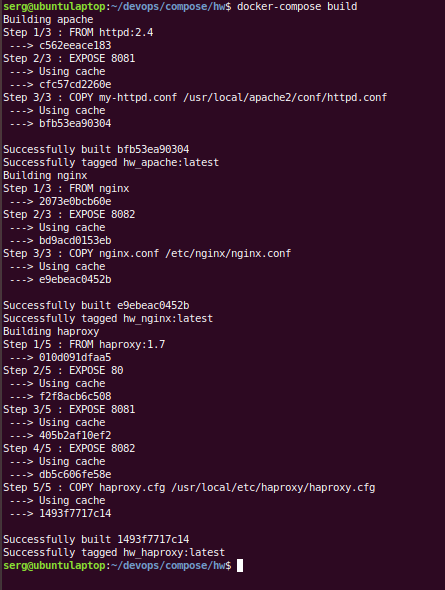 serg@ubuntulaptop:~/devops/compose/hw$ docker-compose build
Building apache
Step 1/3 : FROM httpd:2.4
 ---> c562eeace183
Step 2/3 : EXPOSE 8081
 ---> Using cache
 ---> cfc57cd2260e
Step 3/3 : COPY my-httpd.conf /usr/local/apache2/conf/httpd.conf
 ---> Using cache
 ---> bfb53ea90304

Successfully built bfb53ea90304
Successfully tagged hw_apache:latest
Building nginx
Step 1/3 : FROM nginx
 ---> 2073e0bcb60e
Step 2/3 : EXPOSE 8082
 ---> Using cache
 ---> bd9acd0153eb
Step 3/3 : COPY nginx.conf /etc/nginx/nginx.conf
 ---> Using cache
 ---> e9ebeac0452b

Successfully built e9ebeac0452b
Successfully tagged hw_nginx:latest
Building haproxy
Step 1/5 : FROM haproxy:1.7
 ---> 010d091dfaa5
Step 2/5 : EXPOSE 80
 ---> Using cache
 ---> f2f8acb6c508
Step 3/5 : EXPOSE 8081
 ---> Using cache
 ---> 405b2af10ef2
Step 4/5 : EXPOSE 8082
 ---> Using cache
 ---> db5c606fe58e
Step 5/5 : COPY haproxy.cfg /usr/local/etc/haproxy/haproxy.cfg
 ---> Using cache
 ---> 1493f7717c14

Successfully built 1493f7717c14
Successfully tagged hw_haproxy:latest
serg@ubuntulaptop:~/devops/compose/hw$